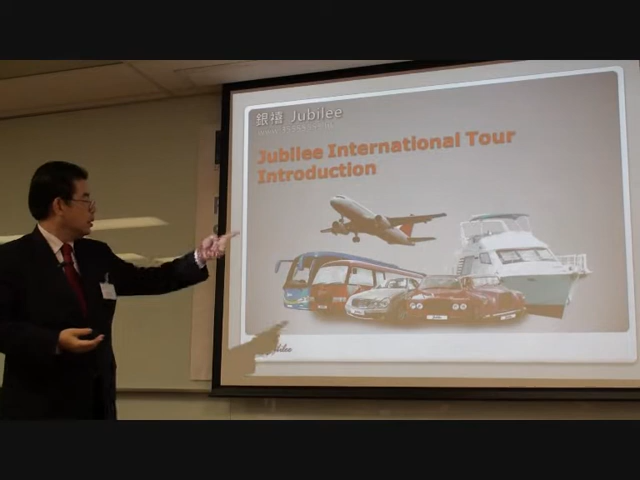 銀禧 Jubilee
Jubilee International Tour
Introduction